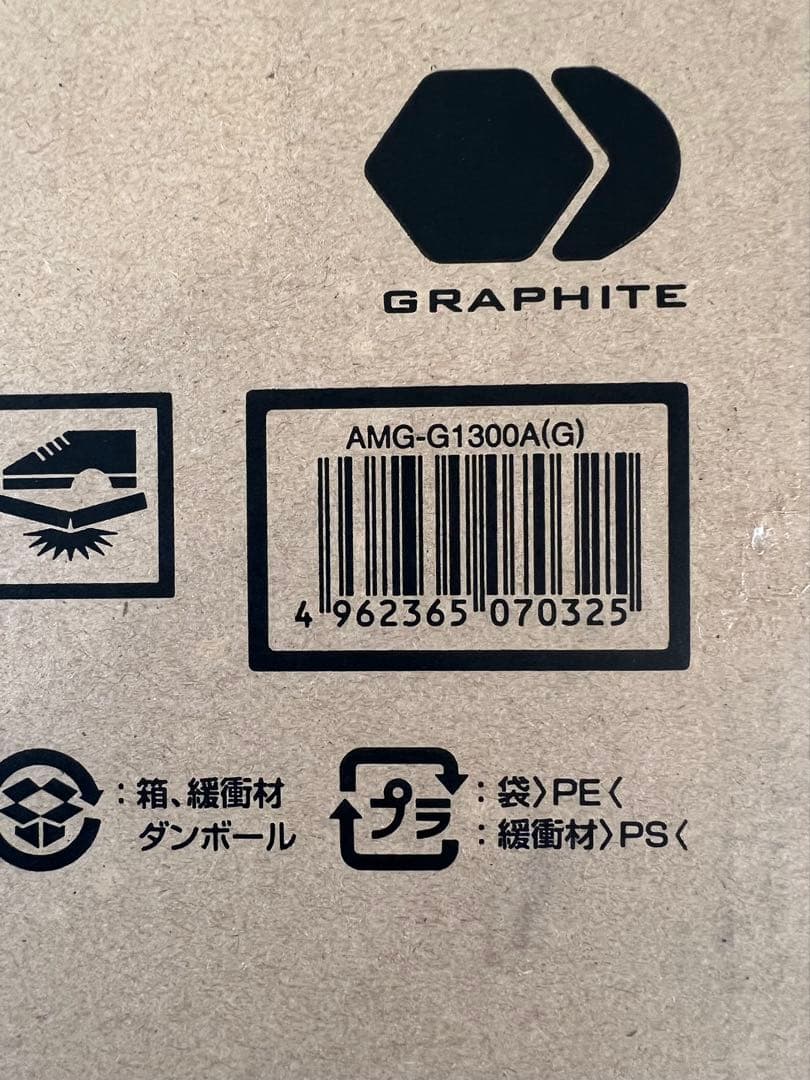 GRAPHITE
AMG-G1300A(G)
4 962365 070325
:箱、緩衝材
ダンボール
プラ
:袋〉PE〈
:緩衝材〉PS〈